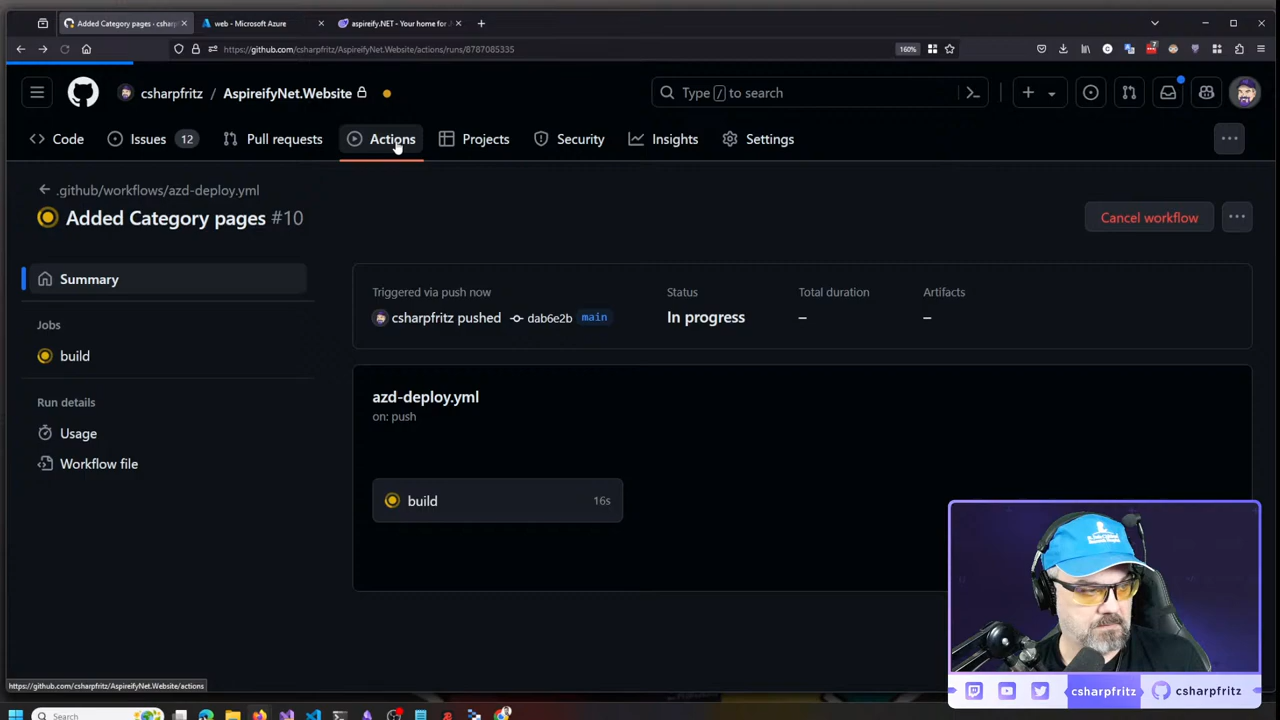 Added Category pages · csharp
web - Microsoft Azure
aspireify.NET - Your home for
https://github.com/csharpfritz/AspireifyNet.Website/actions/runs/8787085335
160%
csharpfritz / AspireifyNet.Website
Type / to search
Code
Issues 12
Pull requests
Actions
Projects
Security
Insights
Settings
.github/workflows/azd-deploy.yml
Added Category pages #10
Cancel workflow
Summary
Jobs
build
Run details
Usage
Workflow file
Triggered via push now
Status
Total duration
Artifacts
csharpfritz pushed dab6e2b main
In progress
–
–
azd-deploy.yml
on: push
build 16s
csharpfritz
csharpfritz
https://github.com/csharpfritz/AspireifyNet.Website/actions
Search